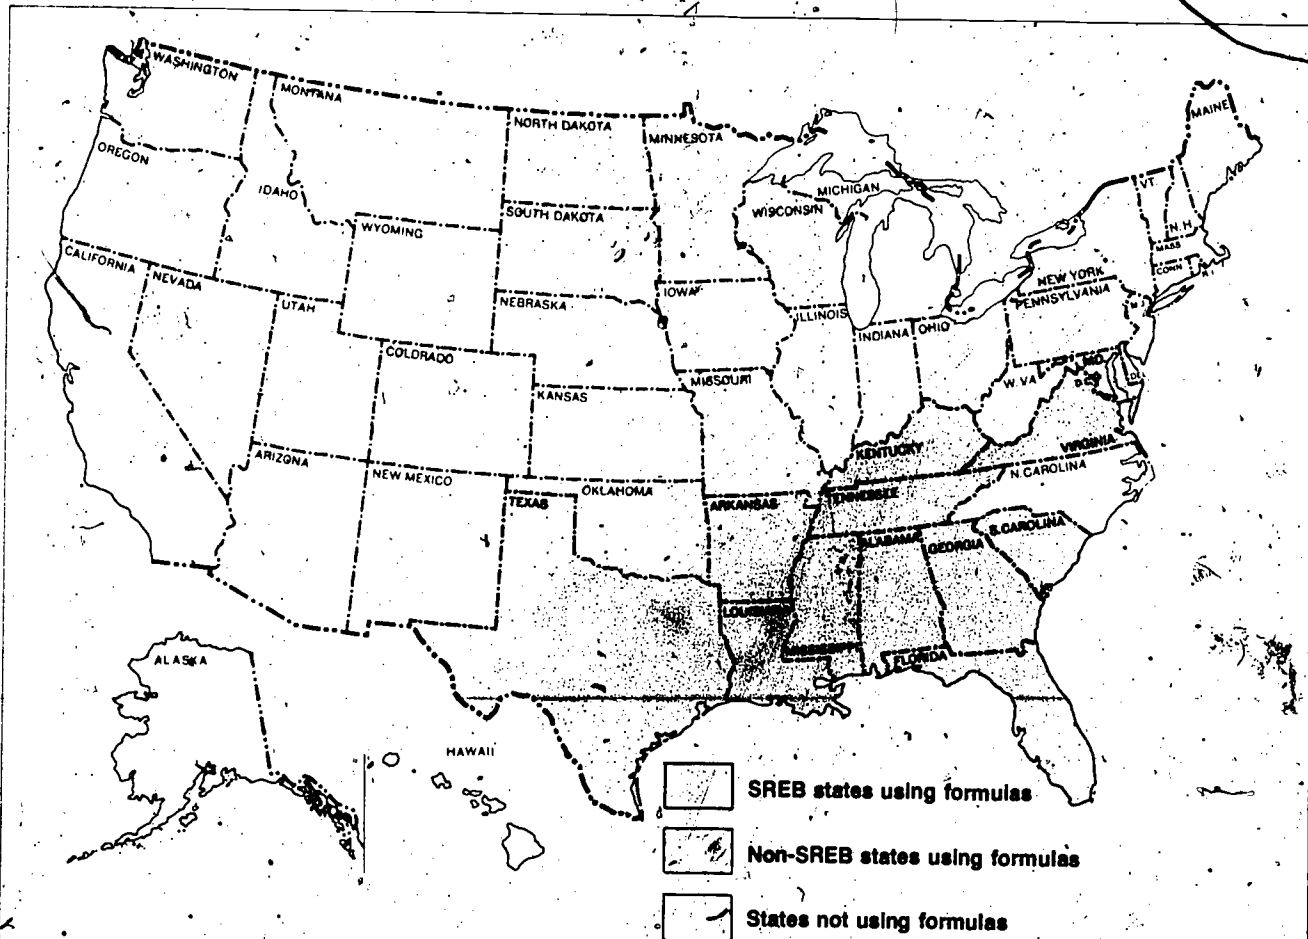 WASHINGTON
MONTANA
NORTH DAKOTA
MINNESOTA
MAINE
OREGON
IDAHO
MICHIGAN
VT.
WISCONSIN
SOUTH DAKOTA
WYOMING
N.H.
MASS
CONN
R.I.
CALIFORNIA
NEVADA
UTAH
NEBRASKA
IOWA
ILLINOIS
INDIANA
OHIO
NEW YORK
PENNSYLVANIA
N.J.
COLORADO
KANSAS
MISSOURI
W. VA
MD.
D.C.
KENTUCKY
VIRGINIA
N. CAROLINA
ARIZONA
NEW MEXICO
TEXAS
OKLAHOMA
ARKANSAS
TENNESSEE
ALABAMA
GEORGIA
S. CAROLINA
LOUISIANA
MISSISSIPPI
FLORIDA
ALASKA
HAWAII
SREB states using formulas
Non-SREB states using formulas
States not using formulas